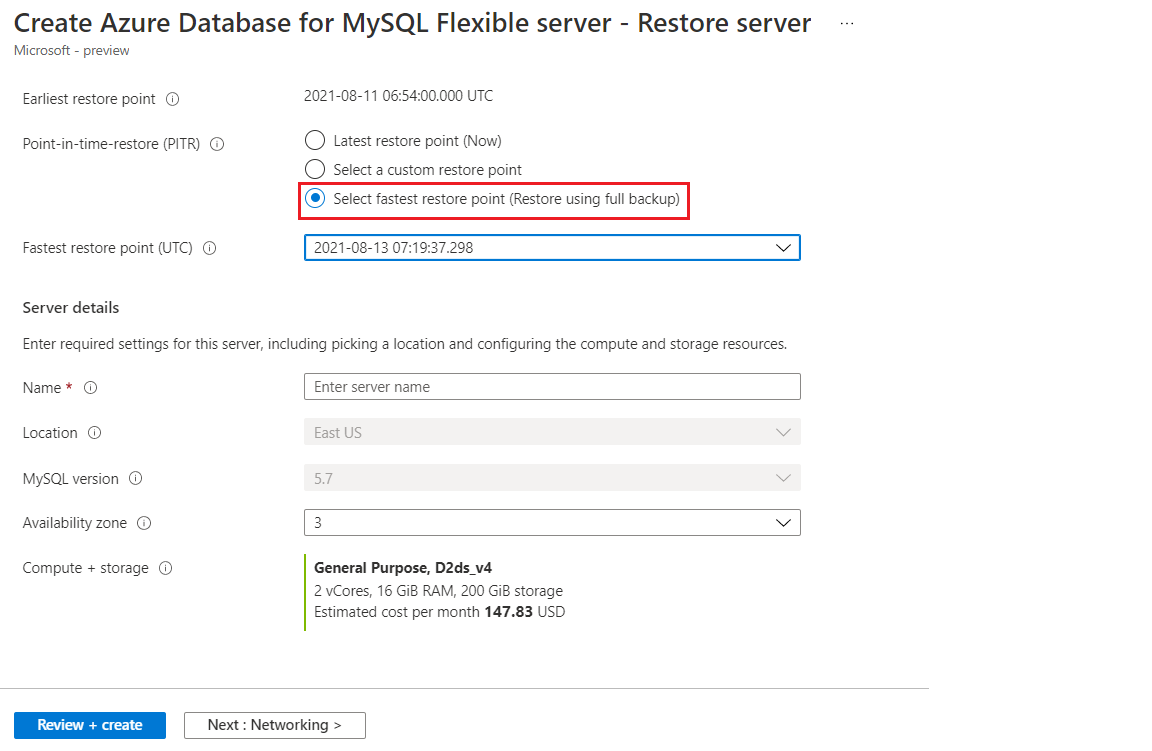 Create Azure Database for MySQL Flexible server - Restore server ...
Microsoft - preview
Earliest restore point
2021-08-11 06:54:00.000 UTC
Point-in-time-restore (PITR)
Latest restore point (Now)
Select a custom restore point
Select fastest restore point (Restore using full backup)
Fastest restore point (UTC)
2021-08-13 07:19:37.298
Server details
Enter required settings for this server, including picking a location and configuring the compute and storage resources.
Name *
Enter server name
Location
East US
MySQL version
5.7
Availability zone
3
Compute + storage
General Purpose, D2ds_v4
2 vCores, 16 GiB RAM, 200 GiB storage
Estimated cost per month 147.83 USD
Review + create
Next : Networking >